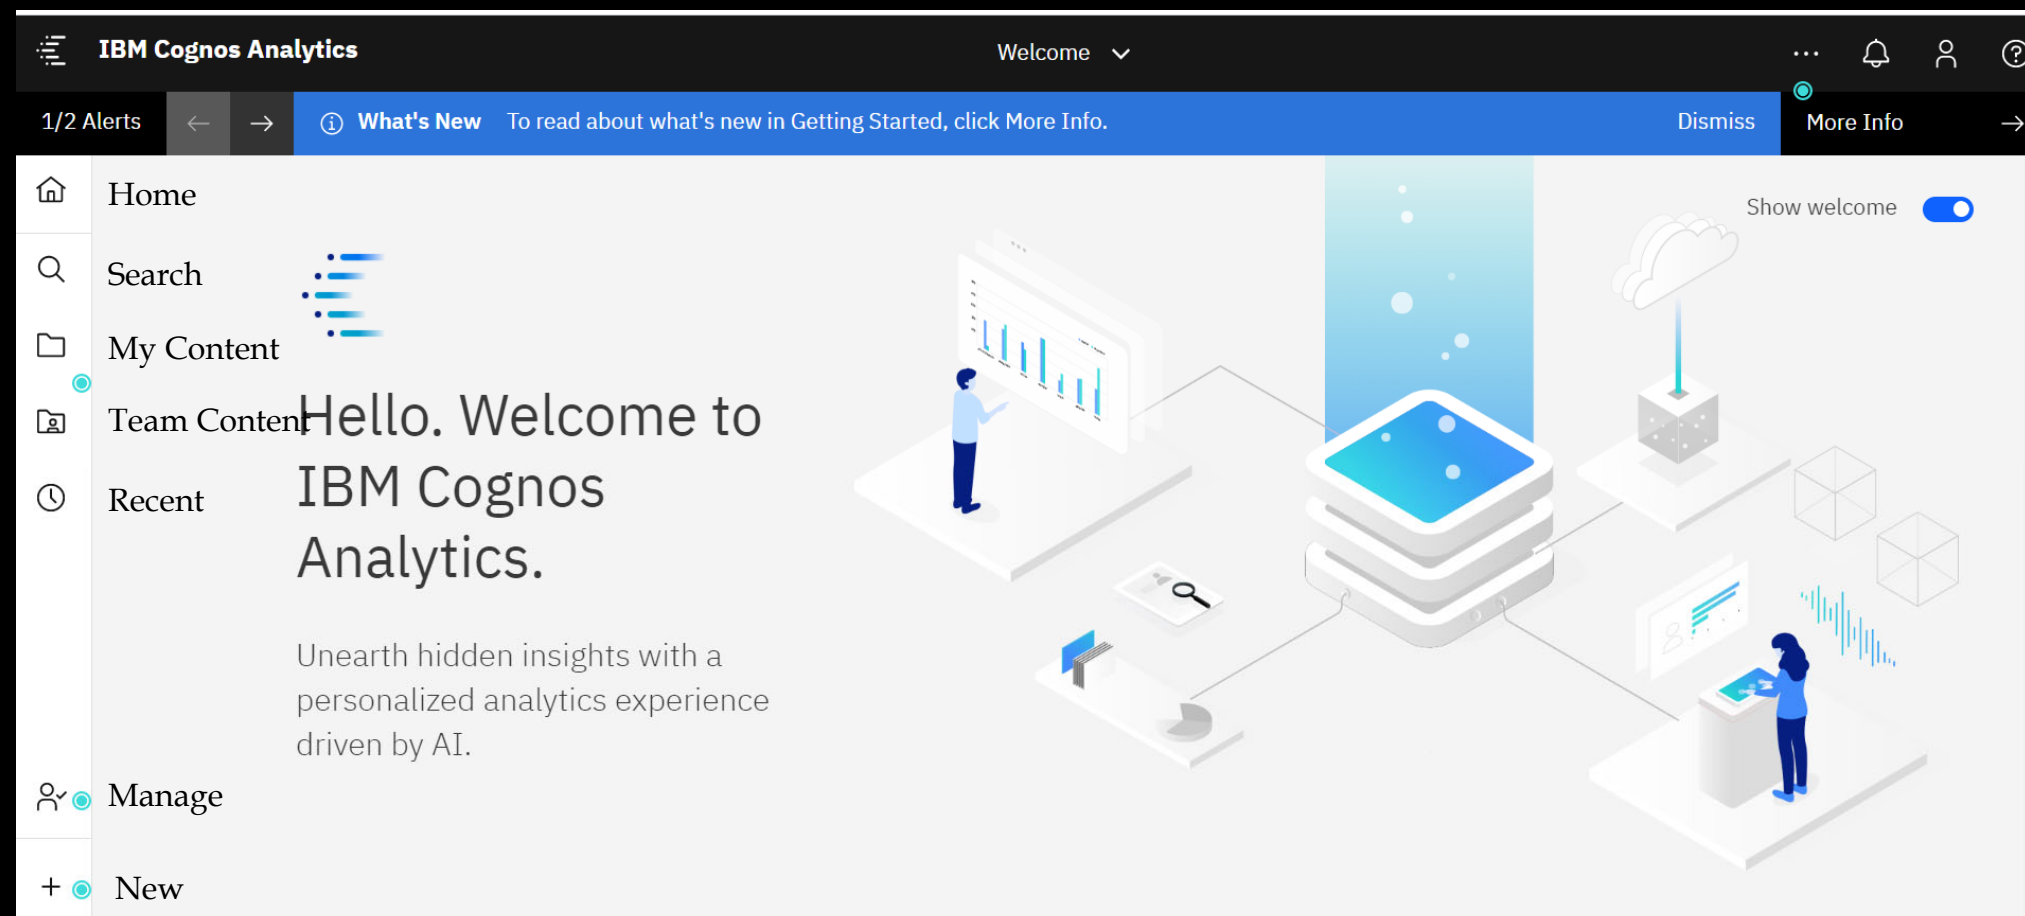 IBM Cognos Analytics
Welcome
1/2 Alerts
What's New To read about what's new in Getting Started, click More Info.
Dismiss
More Info
Home
Show welcome
Search
My Content
Team Content
Hello. Welcome to
IBM Cognos
Analytics.
Recent
Unearth hidden insights with a
personalized analytics experience
driven by AI.
Manage
New